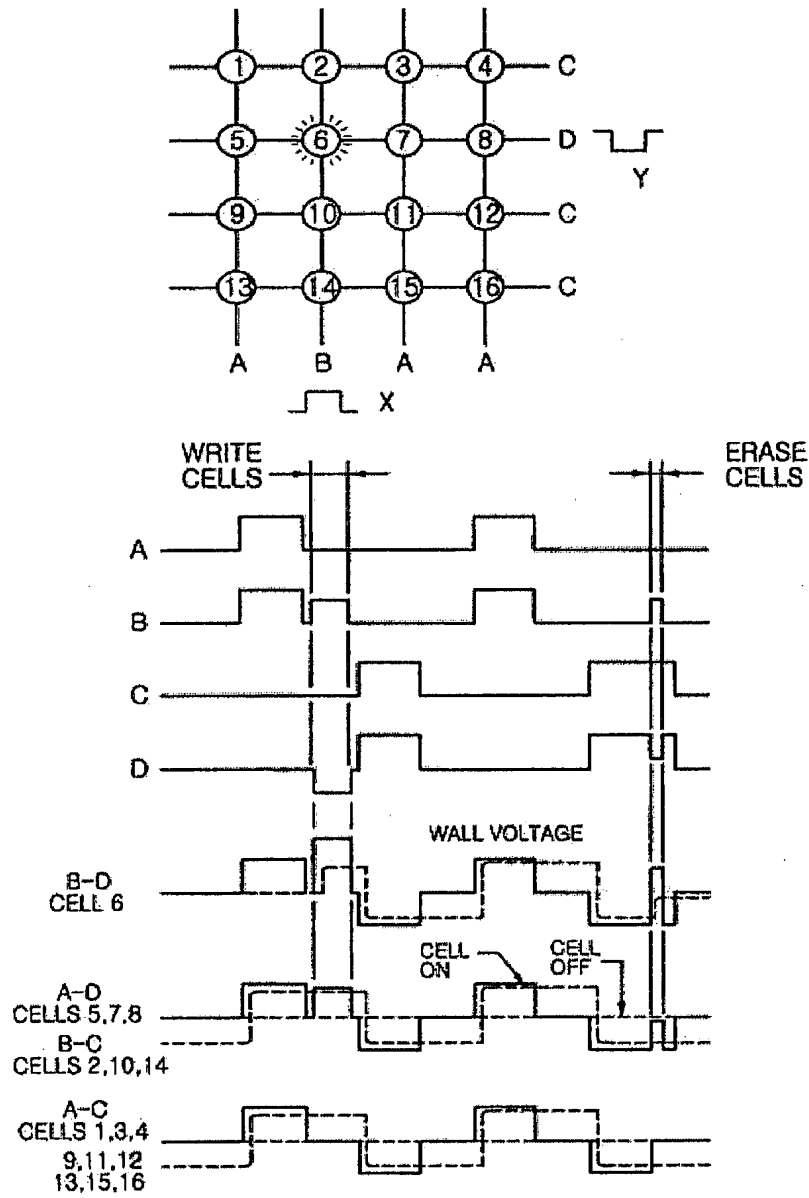 1 2 3 4 C
5 6 7 8 D
Y
9 10 11 12 C
13 14 15 16 C
A B A A
X
WRITE
CELLS
ERASE
CELLS
A
B
C
D
WALL VOLTAGE
B-D
CELL 6
CELL
ON
CELL
OFF
A-D
CELLS 5,7,8
B-C
CELLS 2,10,14
A-C
CELLS 1,3,4
9,11,12
13,15,16